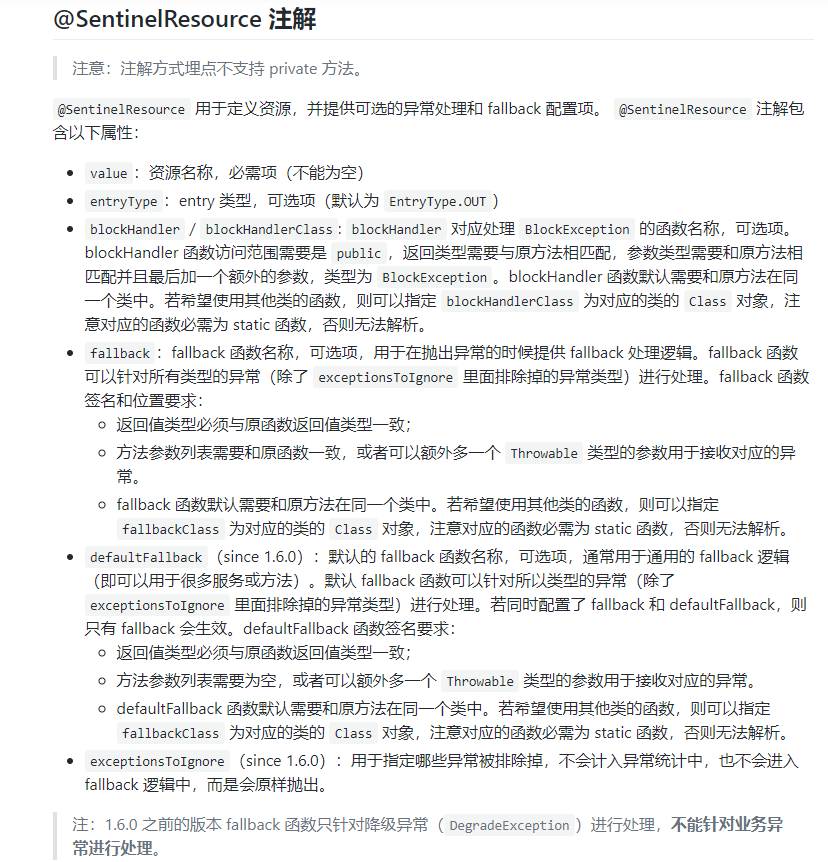 @SentinelResource 注解
注意：注解方式埋点不支持 private 方法。
@SentinelResource 用于定义资源，并提供可选的异常处理和 fallback 配置项。 @SentinelResource 注解包
含以下属性：
value：资源名称，必需项（不能为空）
entryType：entry 类型，可选项（默认为 EntryType.OUT）
blockHandler / blockHandlerClass: blockHandler 对应处理 BlockException 的函数名称，可选项。
blockHandler 函数访问范围需要是 public，返回类型需要与原方法相匹配，参数类型需要和原方法相
匹配并且最后加一个额外的参数，类型为 BlockException。blockHandler 函数默认需要和原方法在同
一个类中。若希望使用其他类的函数，则可以指定 blockHandlerClass 为对应的类的 Class 对象，注
意对应的函数必需为 static 函数，否则无法解析。
fallback：fallback 函数名称，可选项，用于在抛出异常的时候提供 fallback 处理逻辑。fallback 函数
可以针对所有类型的异常（除了 exceptionsToIgnore 里面排除掉的异常类型）进行处理。fallback 函数
签名和位置要求：
返回值类型必须与原函数返回值类型一致；
方法参数列表需要和原函数一致，或者可以额外多一个 Throwable 类型的参数用于接收对应的异
常。
fallback 函数默认需要和原方法在同一个类中。若希望使用其他类的函数，则可以指定
fallbackClass 为对应的类的 Class 对象，注意对应的函数必需为 static 函数，否则无法解析。
defaultFallback（since 1.6.0）：默认的 fallback 函数名称，可选项，通常用于通用的 fallback 逻辑
（即可以用于很多服务或方法）。默认 fallback 函数可以针对所以类型的异常（除了
exceptionsToIgnore 里面排除掉的异常类型）进行处理。若同时配置了 fallback 和 defaultFallback，则
只有 fallback 会生效。defaultFallback 函数签名要求：
返回值类型必须与原函数返回值类型一致；
方法参数列表需要为空，或者可以额外多一个 Throwable 类型的参数用于接收对应的异常。
defaultFallback 函数默认需要和原方法在同一个类中。若希望使用其他类的函数，则可以指定
fallbackClass 为对应的类的 Class 对象，注意对应的函数必需为 static 函数，否则无法解析。
exceptionsToIgnore（since 1.6.0）：用于指定哪些异常被排除掉，不会计入异常统计中，也不会进入
fallback 逻辑中，而是会原样抛出。
注：1.6.0 之前的版本 fallback 函数只针对降级异常（DegradeException）进行处理，不能针对业务异
常进行处理。